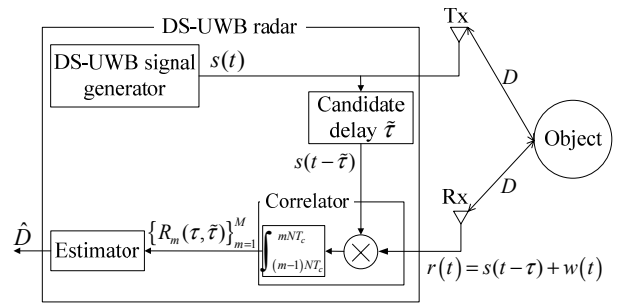 DS-UWB radar
Tx
DS-UWB signal
generator
s(t)
D
Candidate
delay τ̃
Object
s(t−τ̃)
Correlator
Rx
D
D̂
Estimator
{R_m(τ,τ̃)}_{m=1}^{M}
∫_{(m−1)NT_c}^{mNT_c}
r(t)=s(t−τ)+w(t)